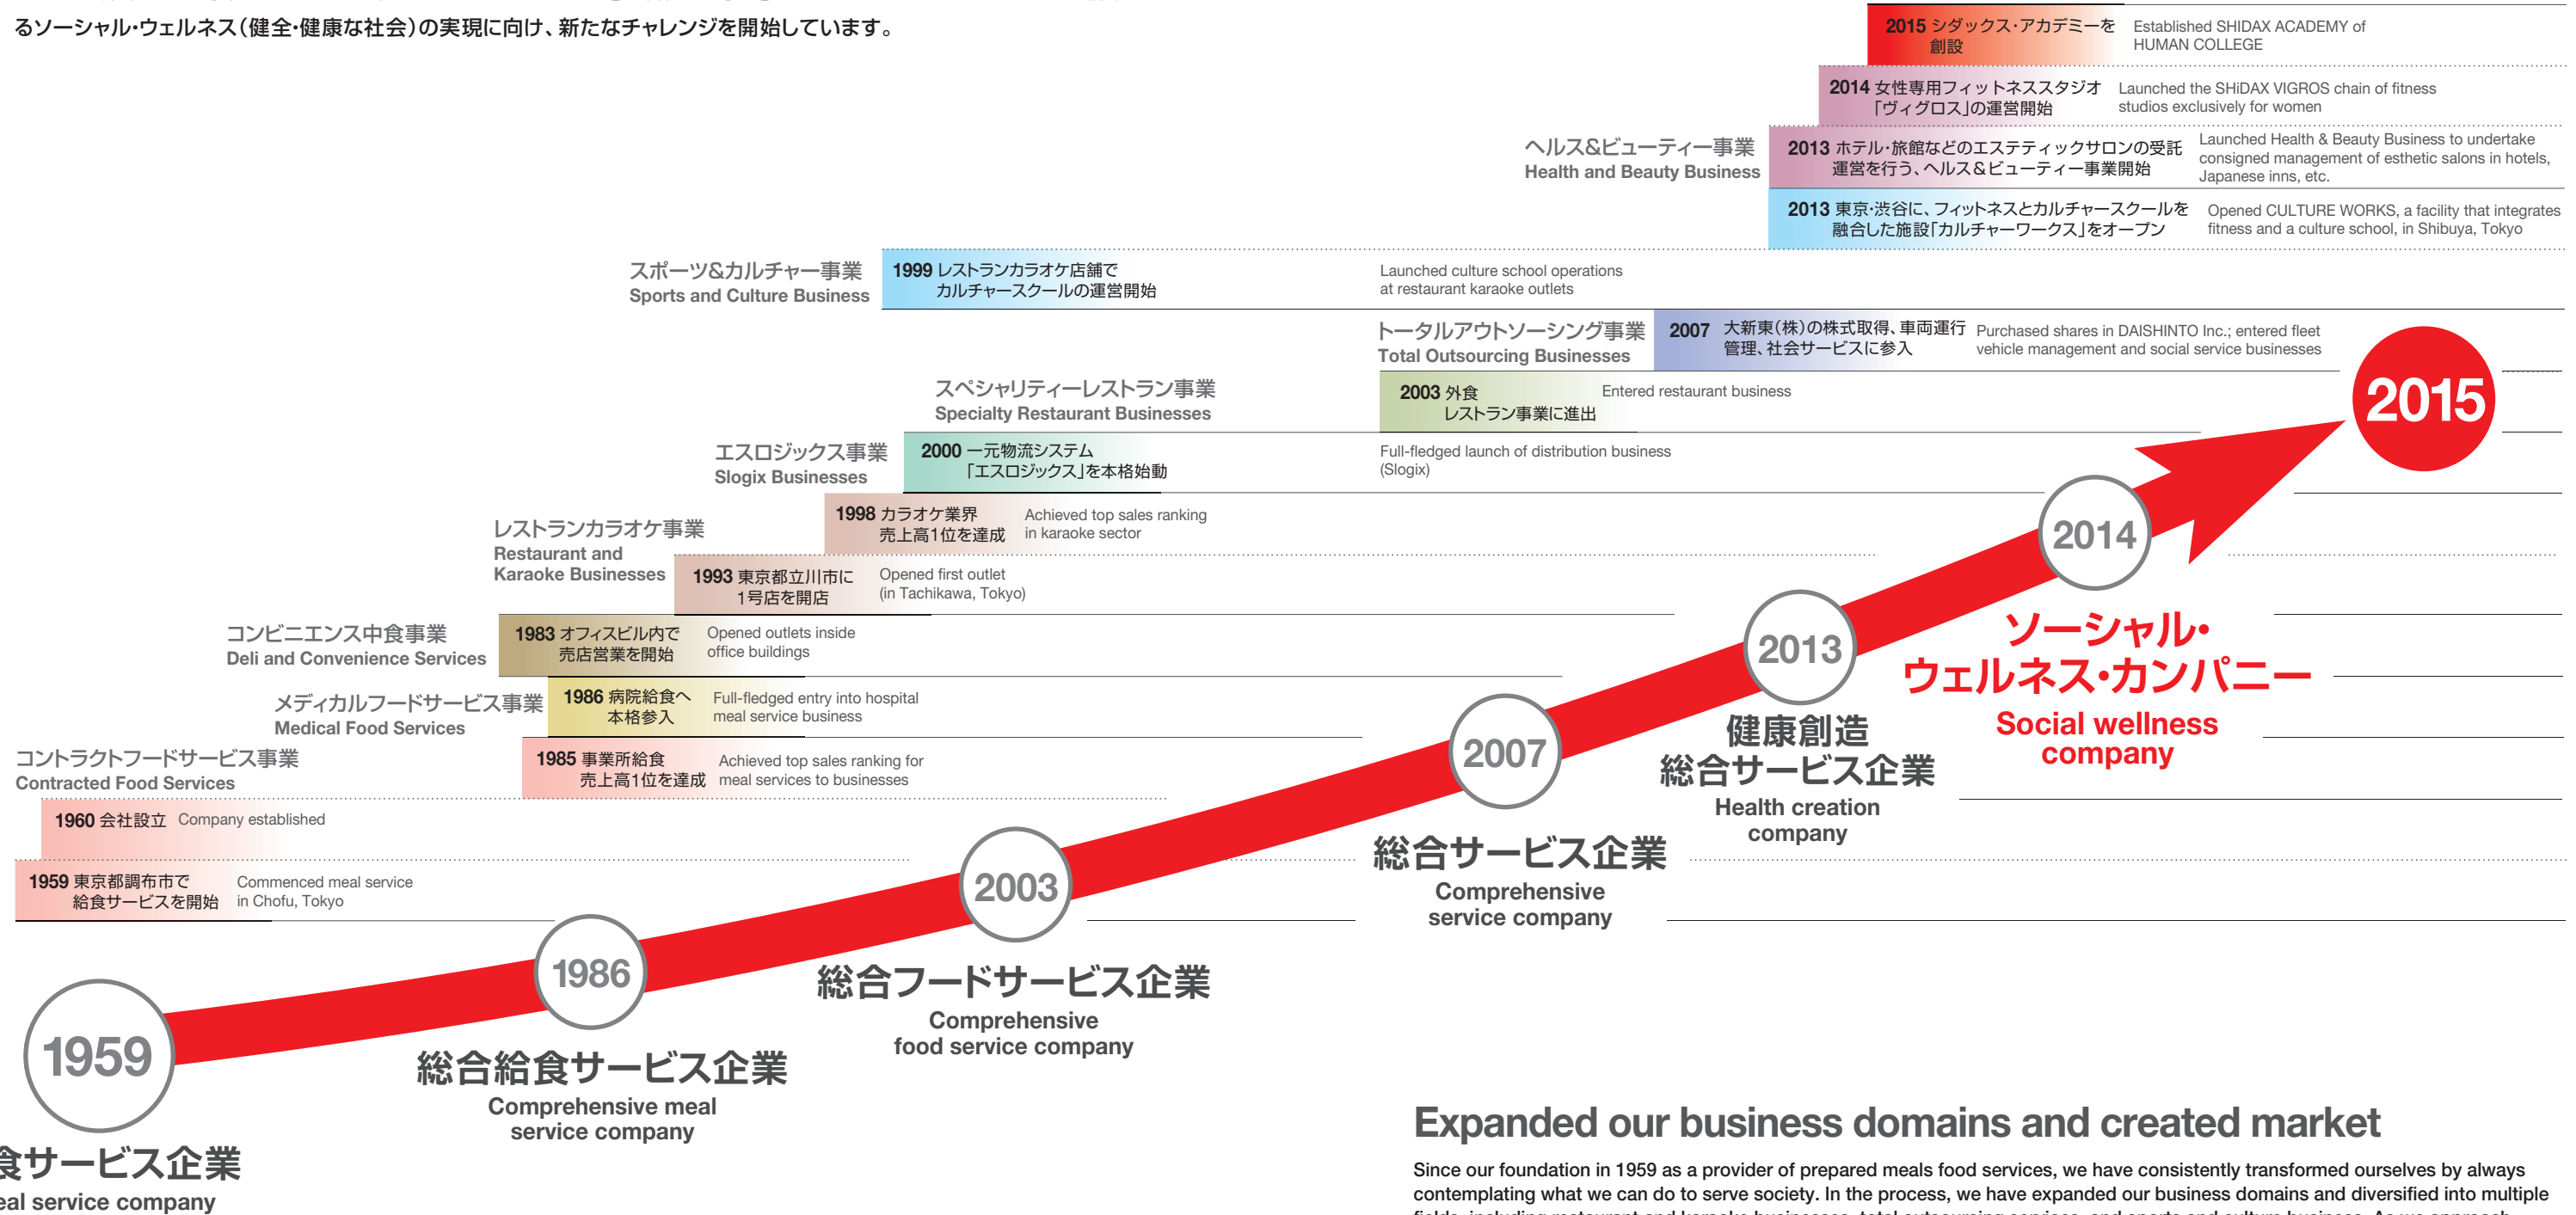 るソーシャル・ウェルネス（健全・健康な社会）の実現に向け、新たなチャレンジを開始しています。
2015 シダックス・アカデミーを
創設
Established SHIDAX ACADEMY of
HUMAN COLLEGE
2014 女性専用フィットネススタジオ
「ヴィグロス」の運営開始
Launched the SHiDAX VIGROS chain of fitness
studios exclusively for women
ヘルス&ビューティー事業
Health and Beauty Business
2013 ホテル・旅館などのエステティックサロンの受託
運営を行う、ヘルス＆ビューティー事業開始
Launched Health & Beauty Business to undertake
consigned management of esthetic salons in hotels,
Japanese inns, etc.
2013 東京・渋谷に、フィットネスとカルチャースクールを
融合した施設「カルチャーワークス」をオープン
Opened CULTURE WORKS, a facility that integrates
fitness and a culture school, in Shibuya, Tokyo
スポーツ&カルチャー事業
Sports and Culture Business
1999 レストランカラオケ店舗で
カルチャースクールの運営開始
Launched culture school operations
at restaurant karaoke outlets
トータルアウトソーシング事業
Total Outsourcing Businesses
2007 大新東（株）の株式取得、車両運行
管理、社会サービスに参入
Purchased shares in DAISHINTO Inc.; entered fleet
vehicle management and social service businesses
スペシャリティーレストラン事業
Specialty Restaurant Businesses
2003 外食
レストラン事業に進出
Entered restaurant business
エスロジックス事業
Slogix Businesses
2000 一元物流システム
「エスロジックス」を本格始動
Full-fledged launch of distribution business
(Slogix)
レストランカラオケ事業
Restaurant and
Karaoke Businesses
1998 カラオケ業界
売上高1位を達成
Achieved top sales ranking
in karaoke sector
1993 東京都立川市に
1号店を開店
Opened first outlet
(in Tachikawa, Tokyo)
コンビニエンス中食事業
Deli and Convenience Services
1983 オフィスビル内で
売店営業を開始
Opened outlets inside
office buildings
メディカルフードサービス事業
Medical Food Services
1986 病院給食へ
本格参入
Full-fledged entry into hospital
meal service business
コントラクトフードサービス事業
Contracted Food Services
1985 事業所給食
売上高1位を達成
Achieved top sales ranking for
meal services to businesses
1960 会社設立 Company established
1959 東京都調布市で
給食サービスを開始
Commenced meal service
in Chofu, Tokyo
2015
2014
ソーシャル・
ウェルネス・カンパニー
Social wellness
company
2013
健康創造
総合サービス企業
Health creation
company
2007
総合サービス企業
Comprehensive
service company
2003
総合フードサービス企業
Comprehensive
food service company
1986
総合給食サービス企業
Comprehensive meal
service company
1959
食サービス企業
eal service company
Expanded our business domains and created market
Since our foundation in 1959 as a provider of prepared meals food services, we have consistently transformed ourselves by always
contemplating what we can do to serve society. In the process, we have expanded our business domains and diversified into multiple